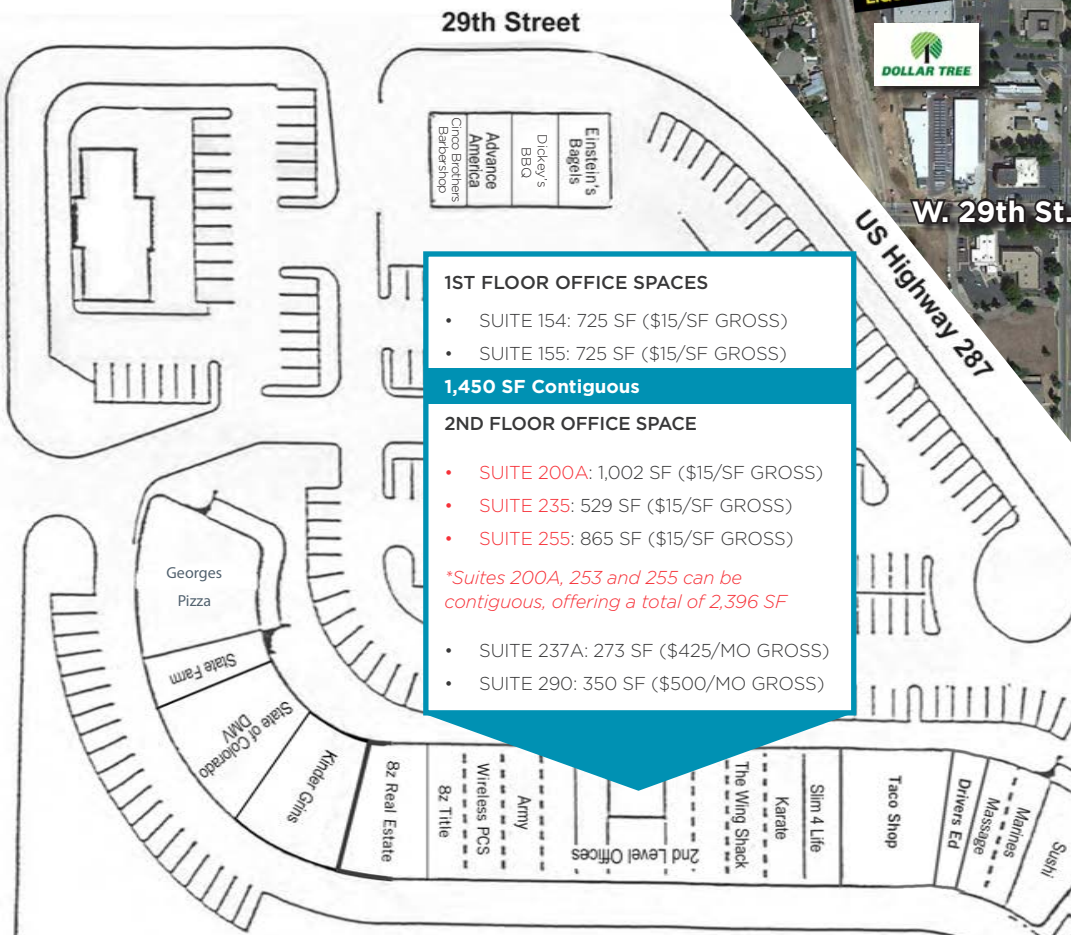 29th Street
DOLLAR TREE
W. 29th St.
US Highway 287
Cinco Brothers
Barbershop
Advance
America
Dickey's
BBQ
Einstein's
Bagels
1ST FLOOR OFFICE SPACES
• SUITE 154: 725 SF ($15/SF GROSS)
• SUITE 155: 725 SF ($15/SF GROSS)
1,450 SF Contiguous
2ND FLOOR OFFICE SPACE
• SUITE 200A: 1,002 SF ($15/SF GROSS)
• SUITE 235: 529 SF ($15/SF GROSS)
• SUITE 255: 865 SF ($15/SF GROSS)
*Suites 200A, 253 and 255 can be
contiguous, offering a total of 2,396 SF
• SUITE 237A: 273 SF ($425/MO GROSS)
• SUITE 290: 350 SF ($500/MO GROSS)
Georges
Pizza
State Farm
State of Colorado
DMV
Kinder Grins
8z Real Estate
8z Title
Wireless PCS
Army
2nd Level Offices
The Wing Shack
Karate
Slim 4 Life
Taco Shop
Drivers Ed
Massage
Marines
Sushi